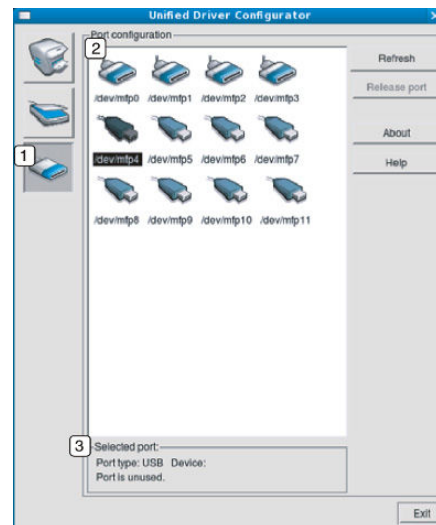 Unified Driver Configurator
Port configuration
2
/dev/mfp0 /dev/mfp1 /dev/mfp2 /dev/mfp3
/dev/mfp4 /dev/mfp5 /dev/mfp6 /dev/mfp7
/dev/mfp8 /dev/mfp9 /dev/mfp10 /dev/mfp11
Refresh
Release port
About
Help
1
3
Selected port:
Port type: USB Device:
Port is unused.
Exit